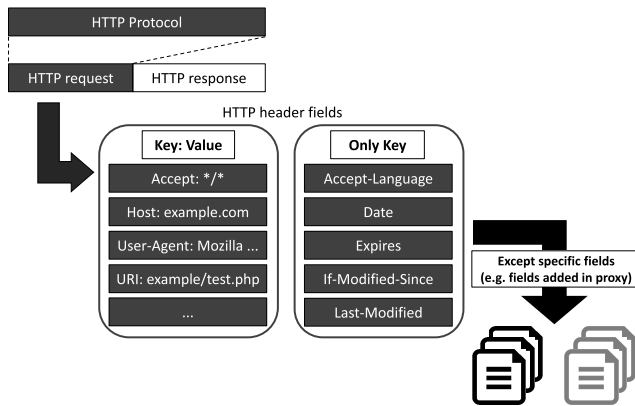 HTTP Protocol
HTTP request
HTTP response
HTTP header fields
Key: Value
Accept: */*
Host: example.com
User-Agent: Mozilla ...
URI: example/test.php
...
Only Key
Accept-Language
Date
Expires
If-Modified-Since
Last-Modified
Except specific fields
(e.g. fields added in proxy)